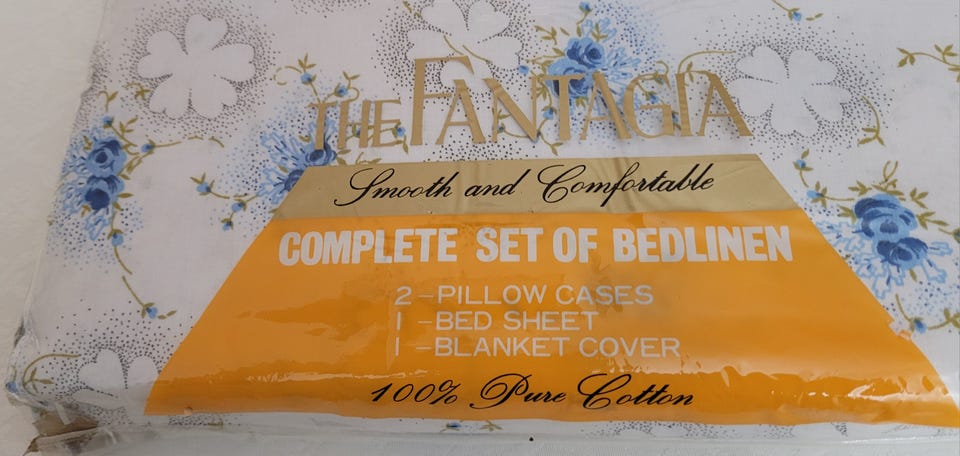 THE FANTAGIA
Smooth and Comfortable
COMPLETE SET OF BEDLINEN
2 - PILLOW CASES
1 - BED SHEET
1 - BLANKET COVER
100% Pure Cotton